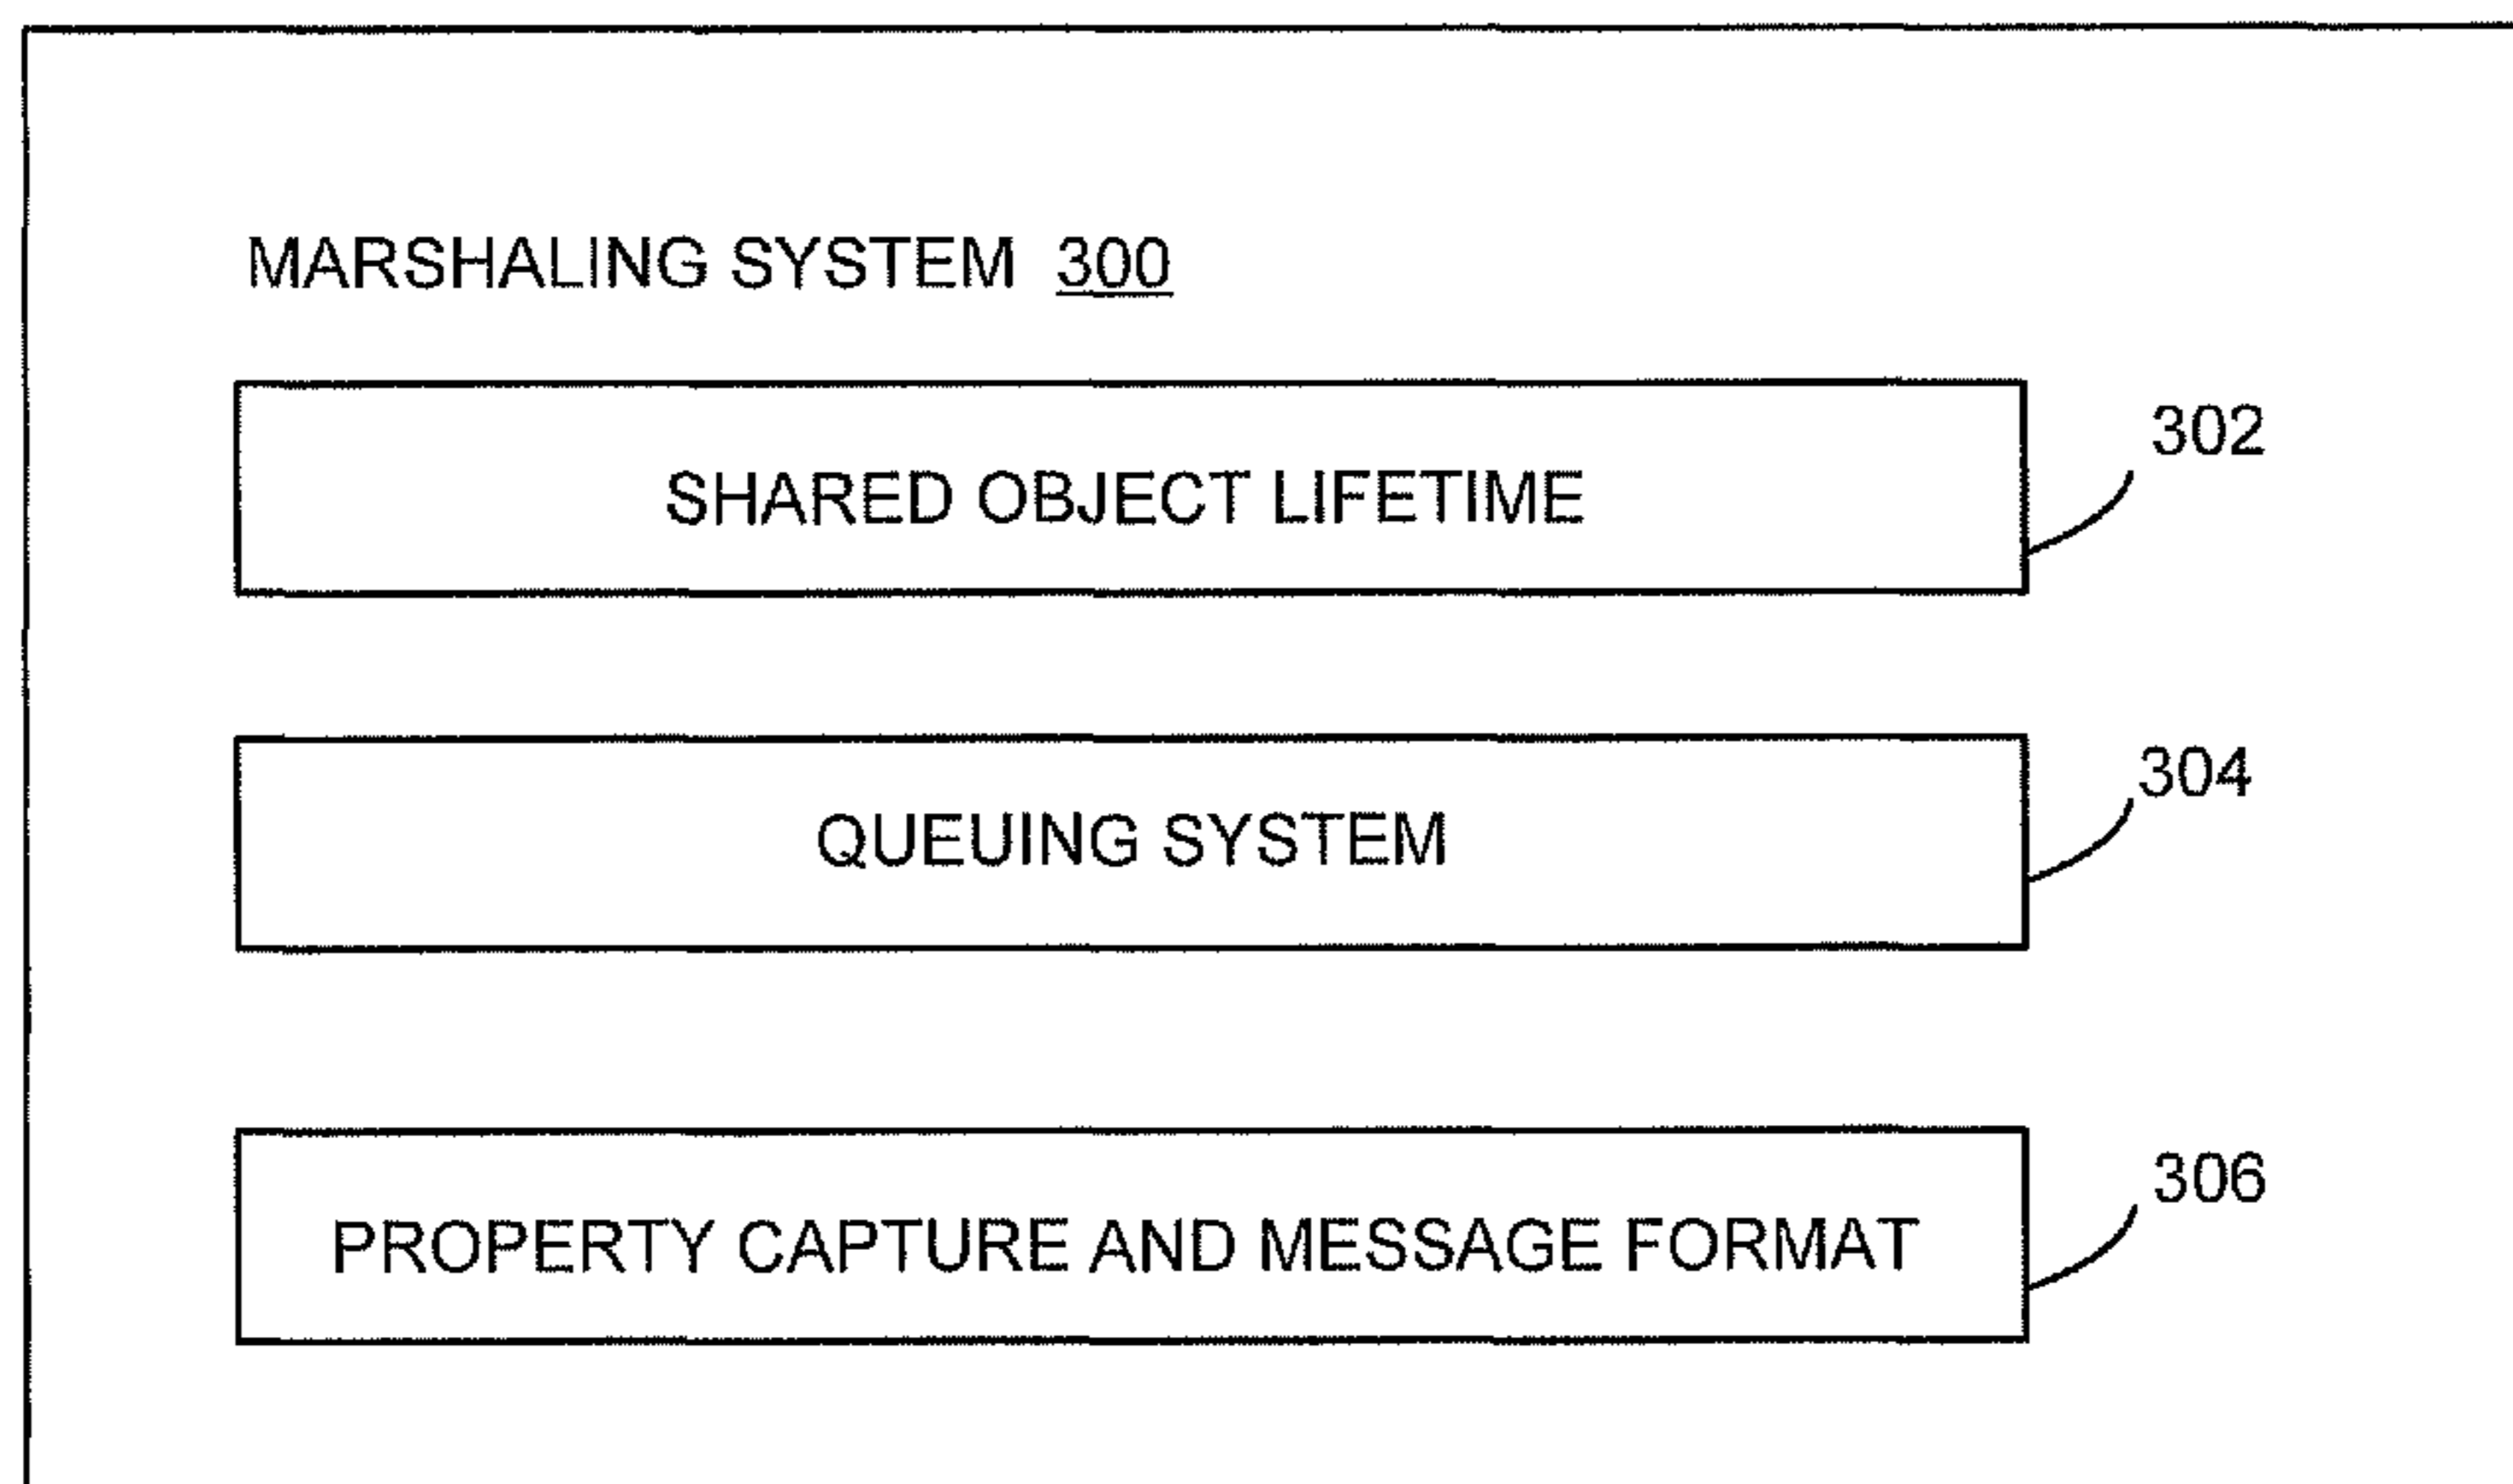 MARSHALING SYSTEM 300
302
SHARED OBJECT LIFETIME
304
QUEUING SYSTEM
306
PROPERTY CAPTURE AND MESSAGE FORMAT